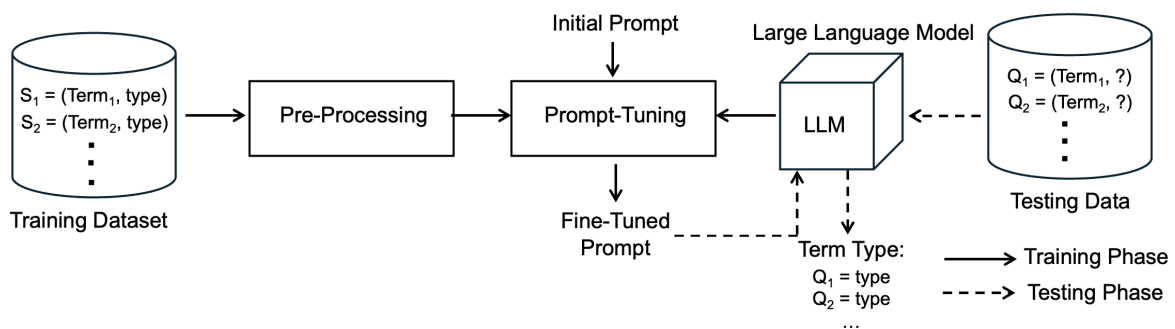 Initial Prompt
Large Language Model
S₁ = (Term₁, type)
S₂ = (Term₂, type)
Training Dataset
Pre-Processing
Prompt-Tuning
LLM
Q₁ = (Term₁, ?)
Q₂ = (Term₂, ?)
Testing Data
Fine-Tuned
Prompt
Term Type:
Q₁ = type
Q₂ = type
...
Training Phase
Testing Phase